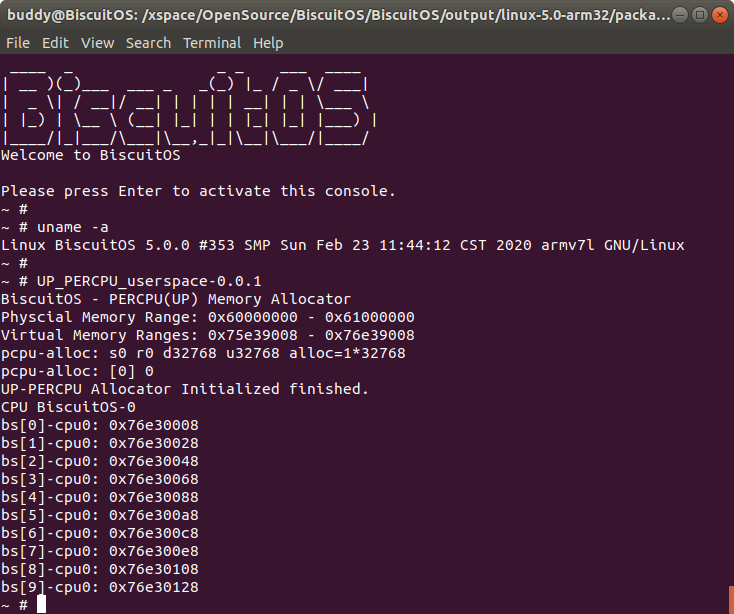 buddy@BiscuitOS: /xspace/OpenSource/BiscuitOS/BiscuitOS/output/linux-5.0-arm32/packa...
File Edit View Search Terminal Help
BiscuitOS
Welcome to BiscuitOS
Please press Enter to activate this console.
~ #
~ # uname -a
Linux BiscuitOS 5.0.0 #353 SMP Sun Feb 23 11:44:12 CST 2020 armv7l GNU/Linux
~ #
~ # UP_PERCPU_userspace-0.0.1
BiscuitOS - PERCPU(UP) Memory Allocator
Physcial Memory Range: 0x60000000 - 0x61000000
Virtual Memory Ranges: 0x75e39008 - 0x76e39008
pcpu-alloc: s0 r0 d32768 u32768 alloc=1*32768
pcpu-alloc: [0] 0
UP-PERCPU Allocator Initialized finished.
CPU BiscuitOS-0
bs[0]-cpu0: 0x76e30008
bs[1]-cpu0: 0x76e30028
bs[2]-cpu0: 0x76e30048
bs[3]-cpu0: 0x76e30068
bs[4]-cpu0: 0x76e30088
bs[5]-cpu0: 0x76e300a8
bs[6]-cpu0: 0x76e300c8
bs[7]-cpu0: 0x76e300e8
bs[8]-cpu0: 0x76e30108
bs[9]-cpu0: 0x76e30128
~ #